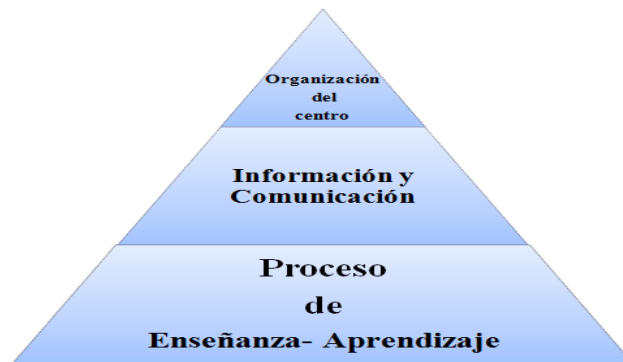 Organización
del
centro
Información y
Comunicación
Proceso
de
Enseñanza- Aprendizaje